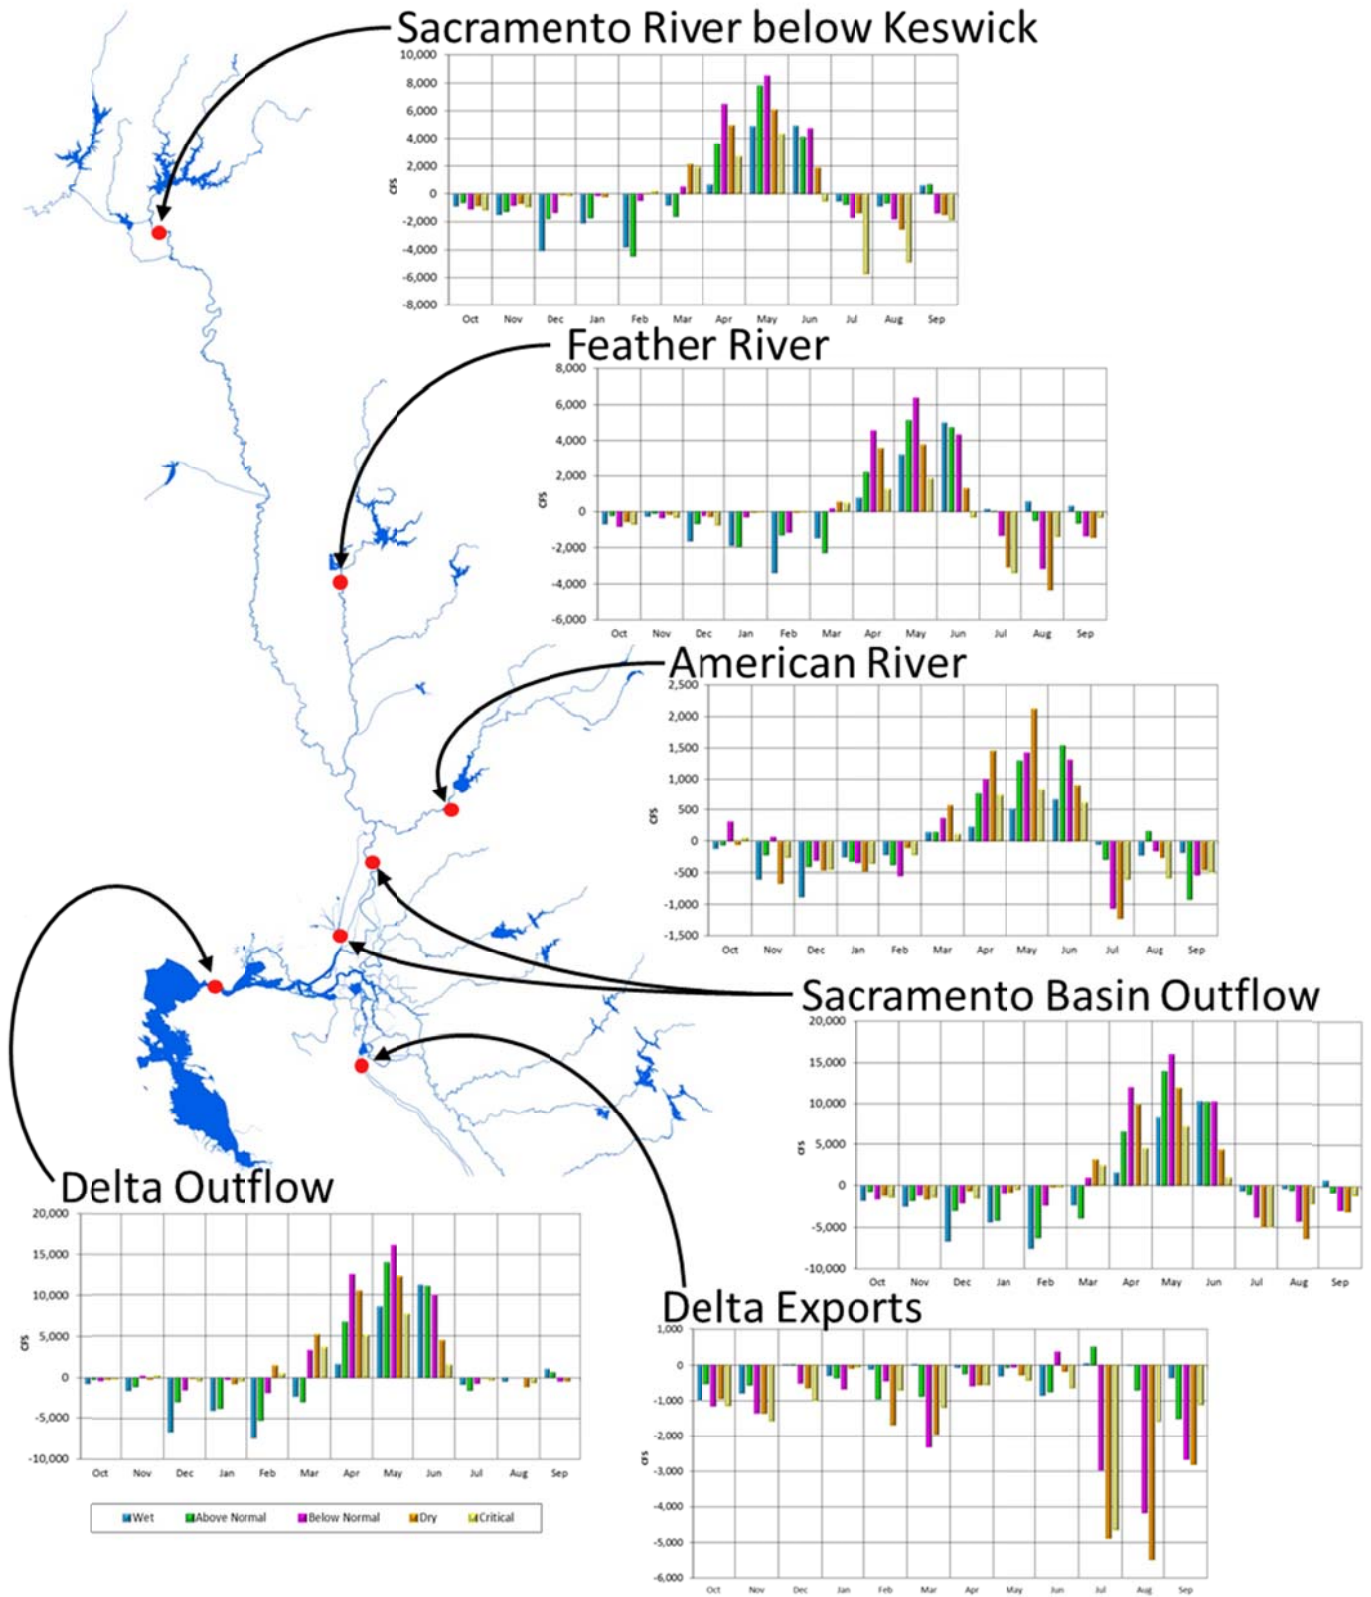 Sacramento River below Keswick
10,000
8,000
6,000
4,000
2,000
0
-2,000
-4,000
-6,000
-8,000
CFS
Oct Nov Dec Jan Feb Mar Apr May Jun Jul Aug Sep
Feather River
8,000
6,000
4,000
2,000
0
-2,000
-4,000
-6,000
CFS
Oct Nov Dec Jan Feb Mar Apr May Jun Jul Aug Sep
American River
2,500
2,000
1,500
1,000
500
0
-500
-1,000
-1,500
CFS
Oct Nov Dec Jan Feb Mar Apr May Jun Jul Aug Sep
Sacramento Basin Outflow
20,000
15,000
10,000
5,000
0
-5,000
-10,000
CFS
Oct Nov Dec Jan Feb Mar Apr May Jun Jul Aug Sep
Delta Outflow
20,000
15,000
10,000
5,000
0
-5,000
-10,000
CFS
Oct Nov Dec Jan Feb Mar Apr May Jun Jul Aug Sep
Wet Above Normal Below Normal Dry Critical
Delta Exports
1,000
0
-1,000
-2,000
-3,000
-4,000
-5,000
-6,000
CFS
Oct Nov Dec Jan Feb Mar Apr May Jun Jul Aug Sep